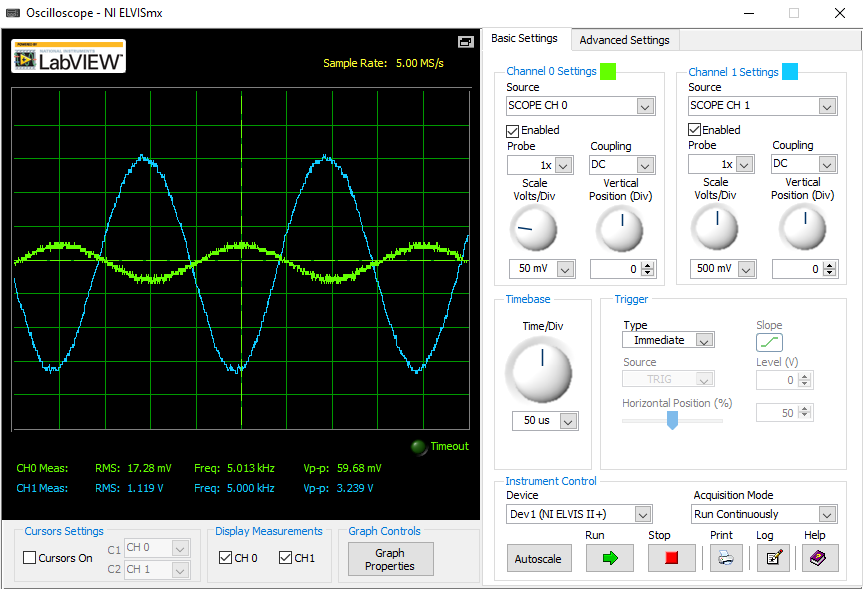 Oscilloscope - NI ELVISmx
POWERED BY
NATIONAL INSTRUMENTS
LabVIEW™
Sample Rate: 5.00 MS/s
Timeout
CH0 Meas: RMS: 17.28 mV Freq: 5.013 kHz Vp-p: 59.68 mV
CH1 Meas: RMS: 1.119 V Freq: 5.000 kHz Vp-p: 3.239 V
Cursors Settings
Cursors On
C1 CH 0
C2 CH 1
Display Measurements
CH 0 CH1
Graph Controls
Graph
Properties
Basic Settings Advanced Settings
Channel 0 Settings
Source
SCOPE CH 0
Enabled
Probe Coupling
1x DC
Scale Vertical
Volts/Div Position (Div)
50 mV 0
Channel 1 Settings
Source
SCOPE CH 1
Enabled
Probe Coupling
1x DC
Scale Vertical
Volts/Div Position (Div)
500 mV 0
Timebase
Time/Div
50 us
Trigger
Type Slope
Immediate
Source Level (V)
TRIG 0
Horizontal Position (%)
50
Instrument Control
Device Acquisition Mode
Dev1 (NI ELVIS II+) Run Continuously
Run Stop Print Log Help
Autoscale